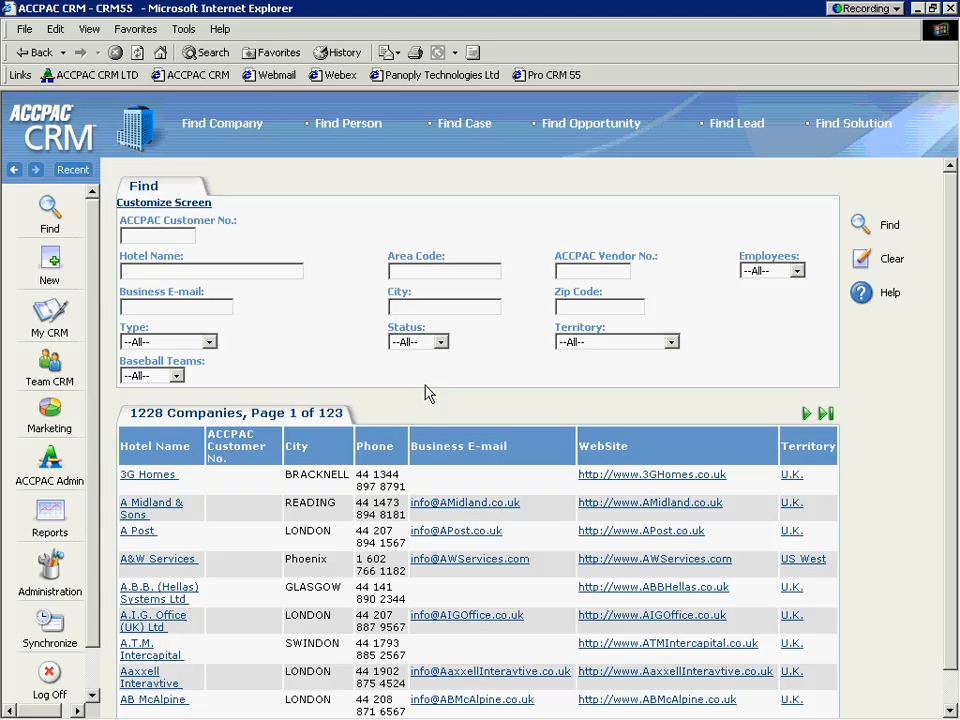 ACCPAC CRM - CRM55 - Microsoft Internet Explorer
Recording
File Edit View Favorites Tools Help
Back Search Favorites History
Links ACCPAC CRM LTD ACCPAC CRM Webmail Webex Panoply Technologies Ltd Pro CRM 55
ACCPAC
CRM
Find Company · Find Person · Find Case · Find Opportunity · Find Lead · Find Solution
Recent
Find
New
My CRM
Team CRM
Marketing
ACCPAC Admin
Reports
Administration
Synchronize
Log Off
Find
Customize Screen
ACCPAC Customer No.:
Hotel Name: Area Code: ACCPAC Vendor No.: Employees:
--All--
Business E-mail: City: Zip Code:
Type: Status: Territory:
--All-- --All-- --All--
Baseball Teams:
--All--
Find
Clear
Help
1228 Companies, Page 1 of 123
Hotel Name ACCPAC Customer No. City Phone Business E-mail WebSite Territory
3G Homes BRACKNELL 44 1344 897 8791 http://www.3GHomes.co.uk U.K.
A Midland & Sons READING 44 1473 894 8181 info@AMidland.co.uk http://www.AMidland.co.uk U.K.
A Post LONDON 44 207 894 1567 info@APost.co.uk http://www.APost.co.uk U.K.
A&W Services Phoenix 1 602 766 1182 info@AWServices.com http://www.AWServices.com US West
A.B.B. (Hellas) Systems Ltd GLASGOW 44 141 890 2344 http://www.ABBHellas.co.uk U.K.
A.I.G. Office (UK) Ltd LONDON 44 207 887 9567 info@AIGOffice.co.uk http://www.AIGOffice.co.uk U.K.
A.T.M. Intercapital SWINDON 44 1793 885 2567 http://www.ATMIntercapital.co.uk U.K.
Aaxxell Interavtive LONDON 44 1902 875 4524 info@AaxxellInteravtive.co.uk http://www.AaxxellInteravtive.co.uk U.K.
AB McAlpine LONDON 44 208 871 6567 info@ABMcAlpine.co.uk http://www.ABMcAlpine.co.uk U.K.